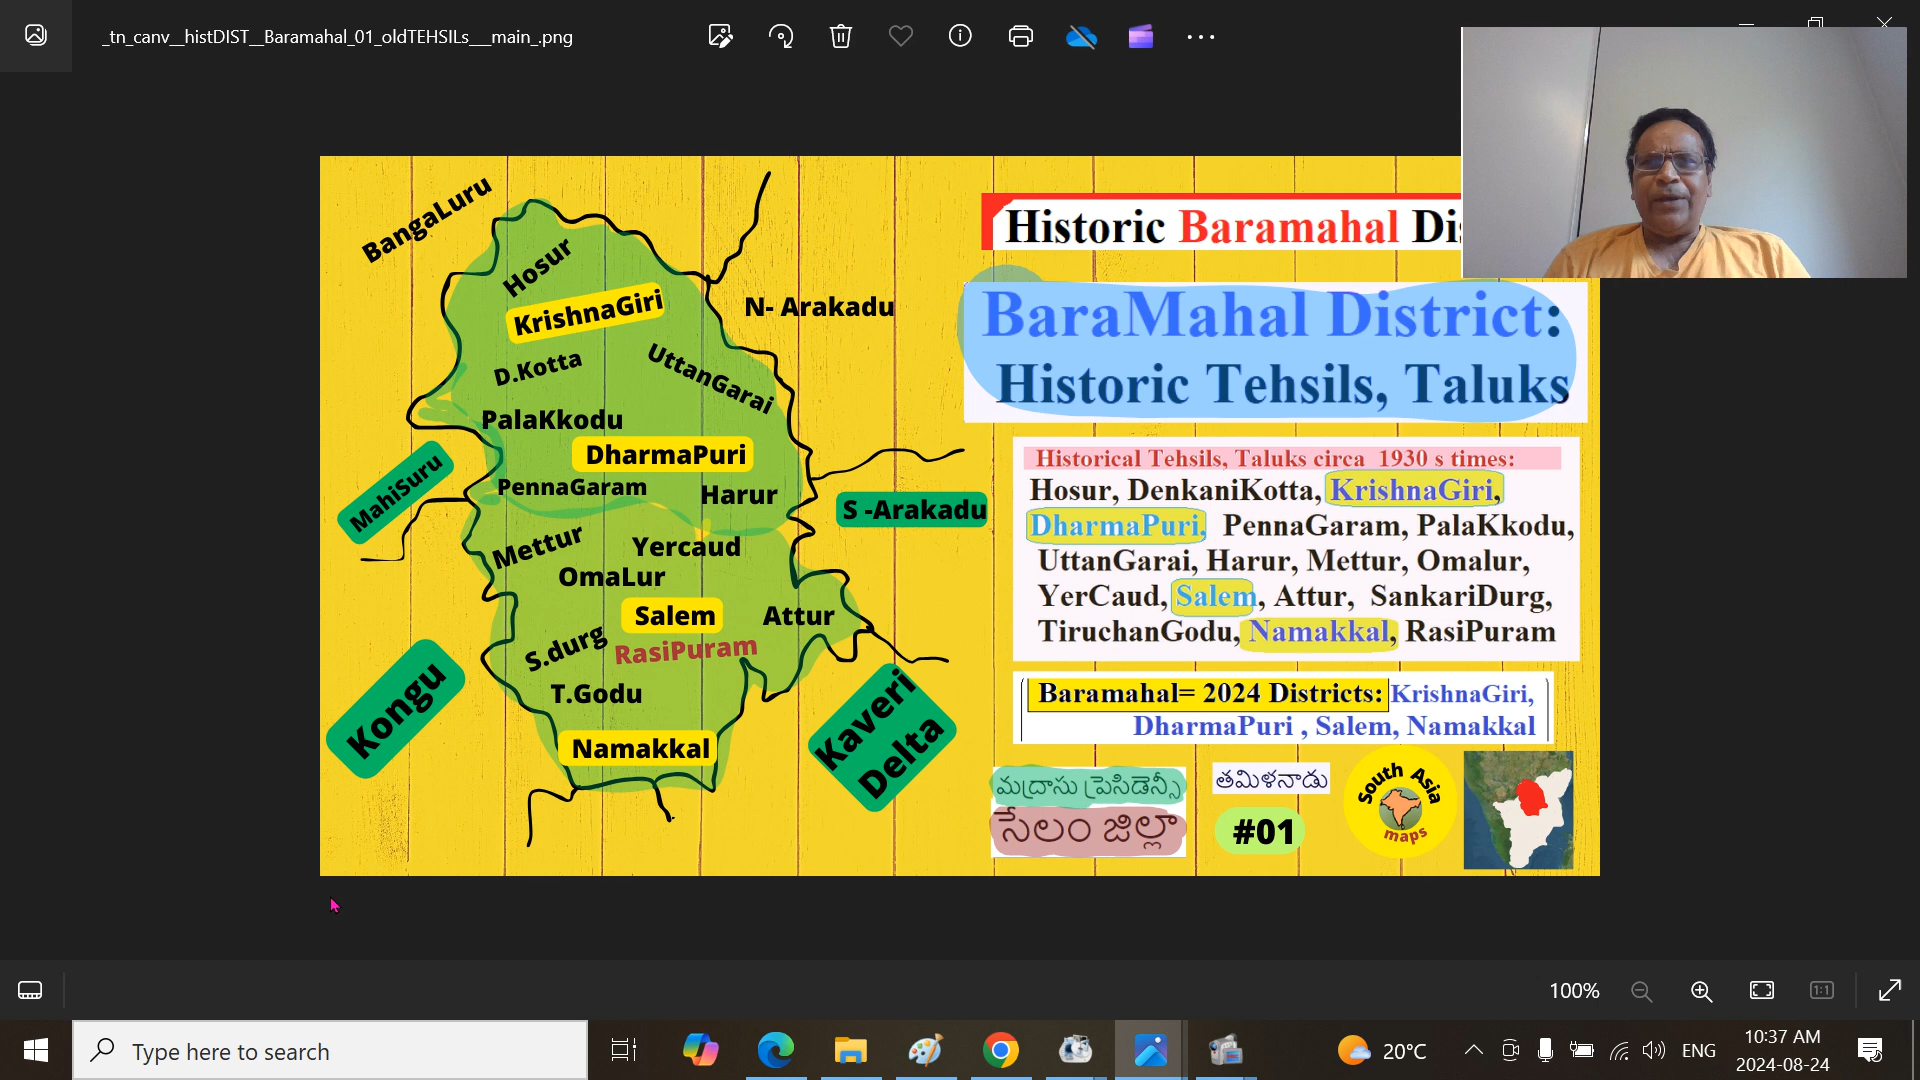 _tn_canv__histDIST__Baramahal_01_oldTEHSILs___main_.png
BangaLuru
Hosur
KrishnaGiri
N- Arakadu
D.Kotta
UttanGarai
PalaKkodu
DharmaPuri
MahiSuru
PennaGaram
Harur
S -Arakadu
Mettur
Yercaud
OmaLur
Salem
Attur
S.durg
RasiPuram
Kongu
T.Godu
Kaveri
Delta
Namakkal
Historic Baramahal Di
BaraMahal District:
Historic Tehsils, Taluks
Historical Tehsils, Taluks circa 1930 s times:
Hosur, DenkaniKotta, KrishnaGiri,
DharmaPuri, PennaGaram, PalaKkodu,
UttanGarai, Harur, Mettur, Omalur,
YerCaud, Salem, Attur, SankariDurg,
TiruchanGodu, Namakkal, RasiPuram
Baramahal= 2024 Districts: KrishnaGiri,
DharmaPuri , Salem, Namakkal
మద్రాసు ప్రెసిడెన్సీ
సేలం జిల్లా
తమిళనాడు
#01
South Asia
maps
100%
1:1
Type here to search
20°C
ENG
10:37 AM
2024-08-24